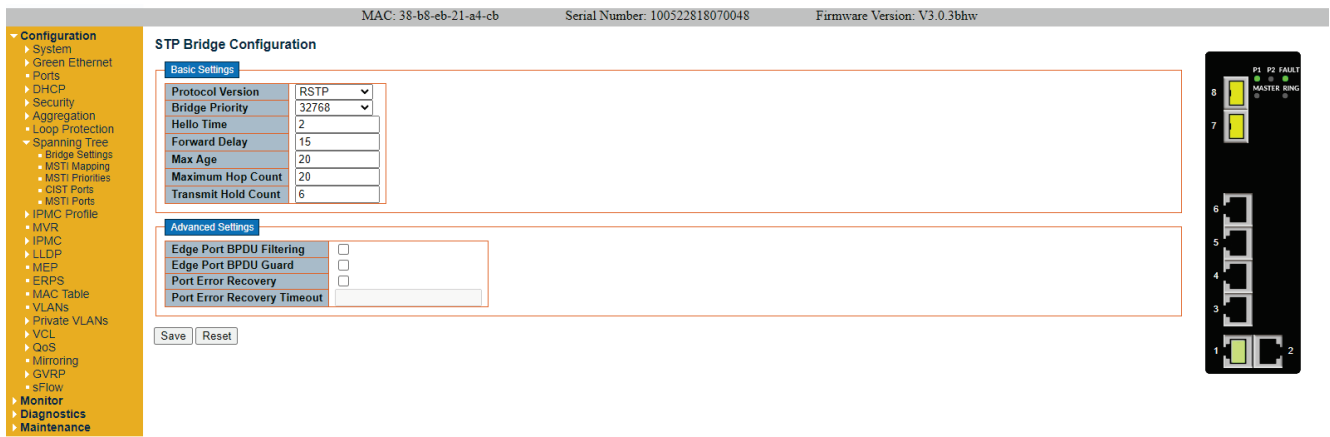 MAC: 38-b8-eb-21-a4-cb Serial Number: 100522818070048 Firmware Version: V3.0.3bhw
Configuration
System
Green Ethernet
Ports
DHCP
Security
Aggregation
Loop Protection
Spanning Tree
Bridge Settings
MSTI Mapping
MSTI Priorities
CIST Ports
MSTI Ports
IPMC Profile
MVR
IPMC
LLDP
MEP
ERPS
MAC Table
VLANs
Private VLANs
VCL
QoS
Mirroring
GVRP
sFlow
Monitor
Diagnostics
Maintenance
STP Bridge Configuration
Basic Settings
Protocol Version RSTP
Bridge Priority 32768
Hello Time 2
Forward Delay 15
Max Age 20
Maximum Hop Count 20
Transmit Hold Count 6
Advanced Settings
Edge Port BPDU Filtering
Edge Port BPDU Guard
Port Error Recovery
Port Error Recovery Timeout
Save Reset
P1 P2 FAULT
MASTER RING
8
7
6
5
4
3
1 2